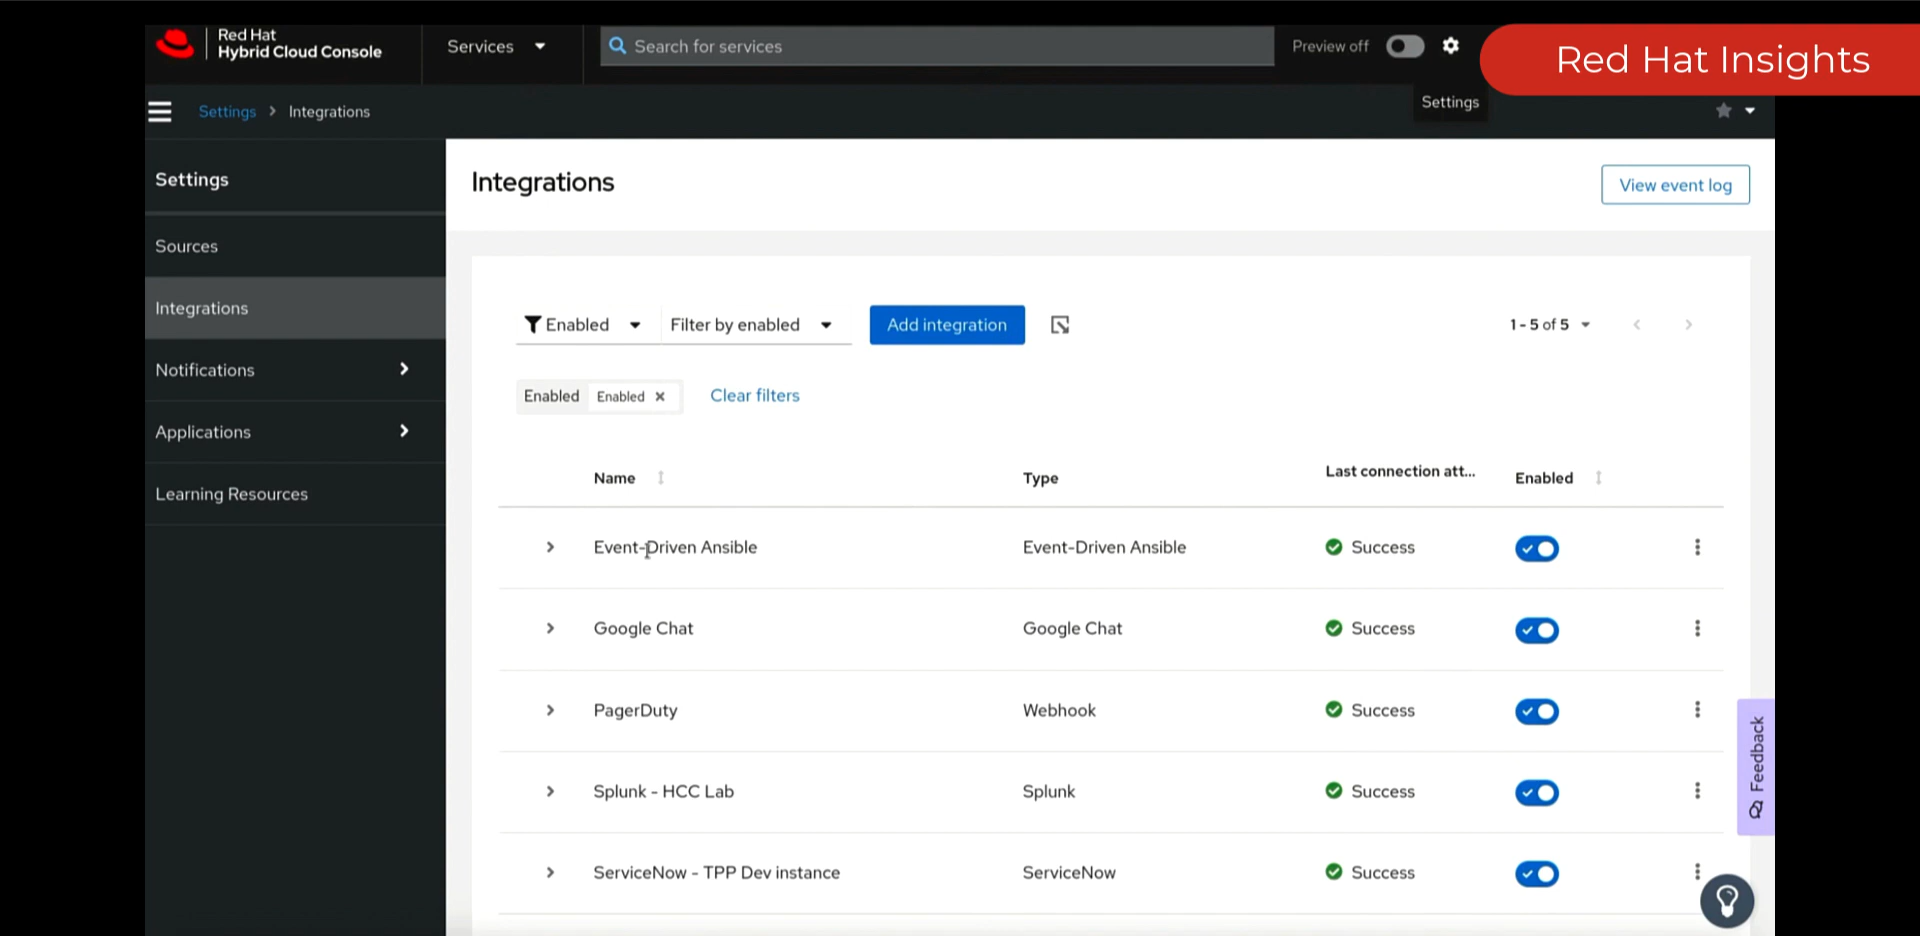 Red Hat
Hybrid Cloud Console
Services
Search for services
Preview off
Red Hat Insights
Settings > Integrations
Settings
Settings
Sources
Integrations
Notifications
Applications
Learning Resources
Integrations
View event log
Enabled
Filter by enabled
Add integration
1 - 5 of 5
Enabled Enabled
Clear filters
Name Type Last connection att... Enabled
Event-Driven Ansible Event-Driven Ansible Success
Google Chat Google Chat Success
PagerDuty Webhook Success
Splunk - HCC Lab Splunk Success
ServiceNow - TPP Dev instance ServiceNow Success
Feedback